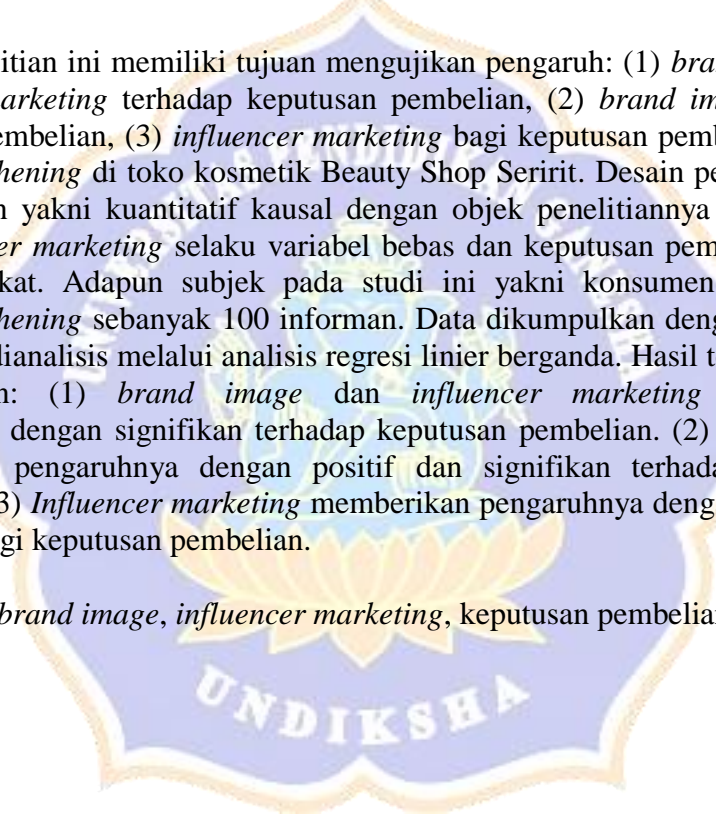 itian ini memiliki tujuan mengujikan pengaruh: (1) bra
arketing terhadap keputusan pembelian, (2) brand im
embelian, (3) influencer marketing bagi keputusan pemb
hening di toko kosmetik Beauty Shop Seririt. Desain pe
n yakni kuantitatif kausal dengan objek penelitiannya
er marketing selaku variabel bebas dan keputusan pem
kat. Adapun subjek pada studi ini yakni konsumen
hening sebanyak 100 informan. Data dikumpulkan deng
dianalisis melalui analisis regresi linier berganda. Hasil t
n: (1) brand image dan influencer marketing
dengan signifikan terhadap keputusan pembelian. (2)
pengaruhnya dengan positif dan signifikan terhada
3) Influencer marketing memberikan pengaruhnya deng
gi keputusan pembelian.
brand image, influencer marketing, keputusan pembelian
UNDIKSHA